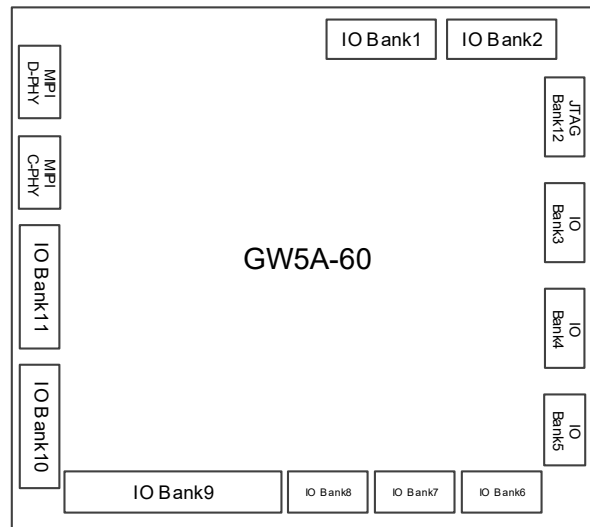 IO Bank1
IO Bank2
MIPI
D-PHY
JTAG
Bank12
MIPI
C-PHY
IO
Bank3
IO Bank11
GW5A-60
IO
Bank4
IO Bank10
IO
Bank5
IO Bank9
IO Bank8
IO Bank7
IO Bank6